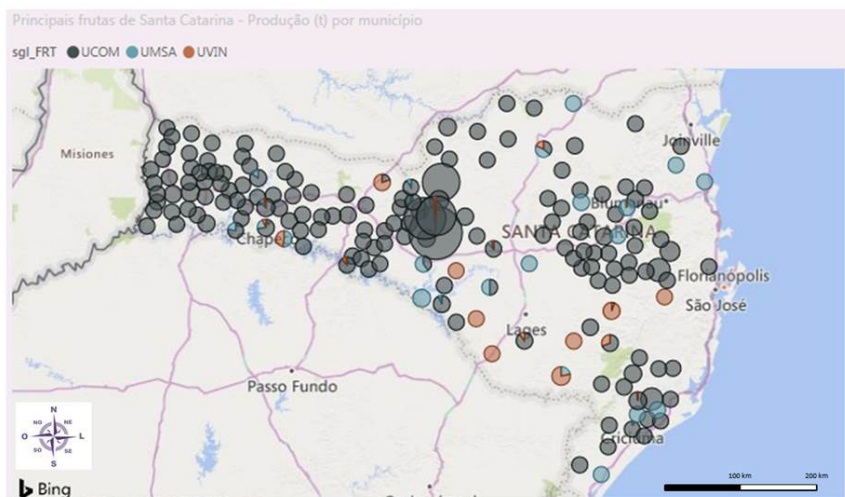 Principais frutas de Santa Catarina - Produção (t) por município
sgl_FRT UCOM UMSA UVIN
Joinville
Misiones
Blumenau
SANTA CATARINA
Chapecó
Florianópolis
São José
Lages
Passo Fundo
Criciúma
N
NO NE
O L
SO SE
S
100 km 200 km
Bing